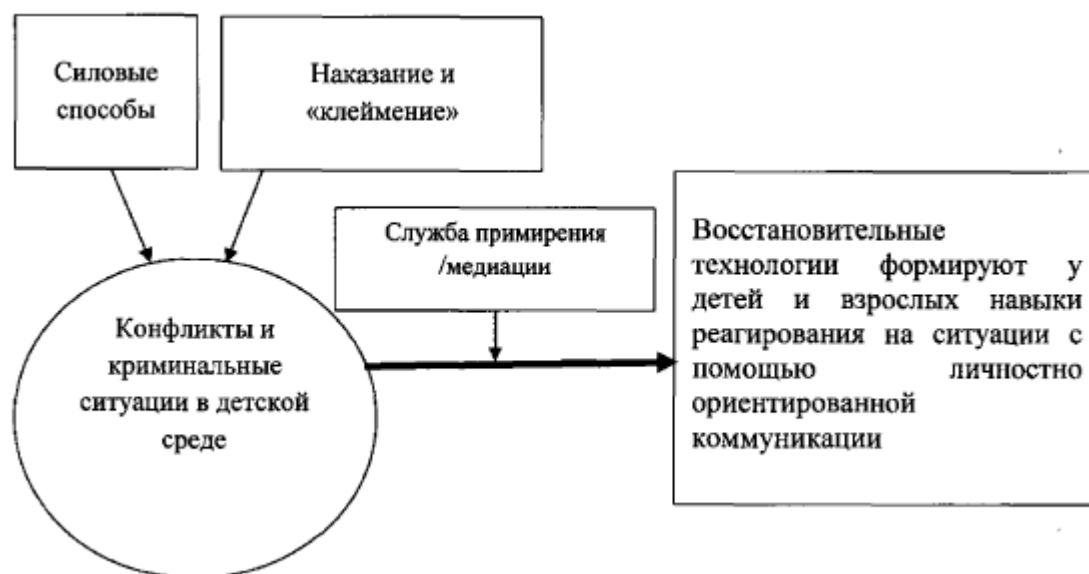 Силовые
способы
Наказание и
«клеймение»
Служба примирения
/медиации
Конфликты и
криминальные
ситуации в детской
среде
Восстановительные
технологии формируют у
детей и взрослых навыки
реагирования на ситуации с
помощью личностно
ориентированной
коммуникации